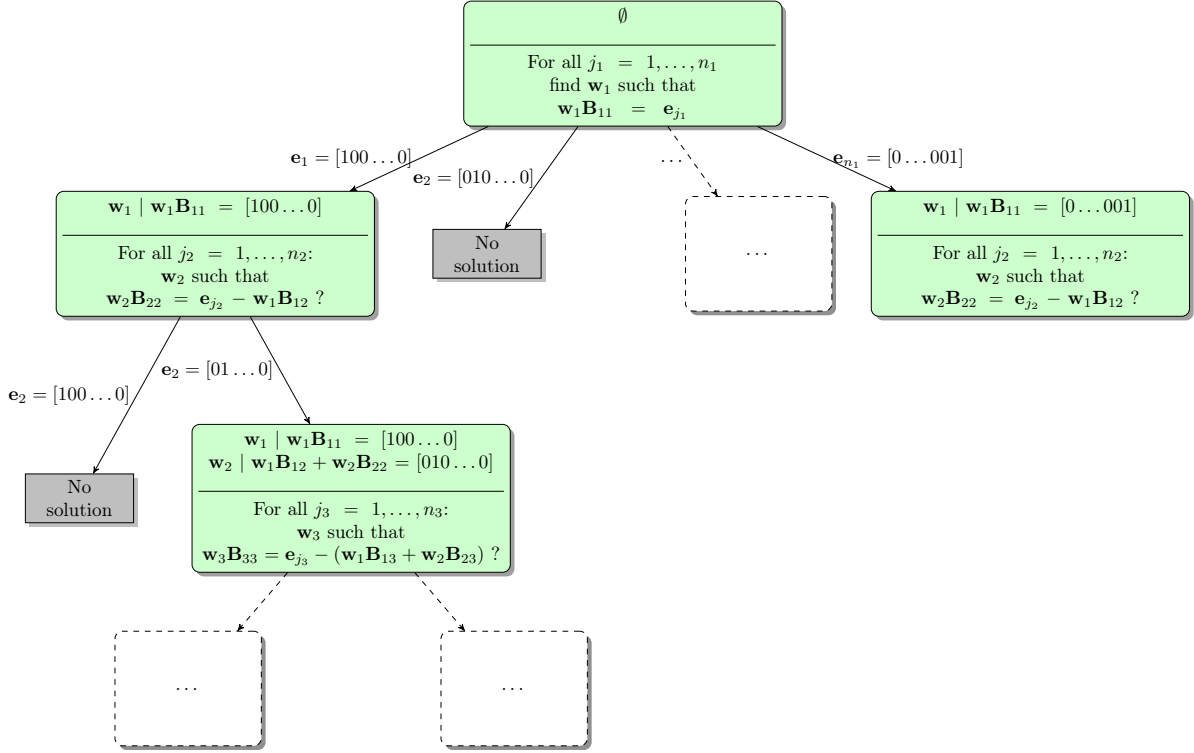 ∅
For all j₁ = 1, . . . , n₁
find w₁ such that
w₁B₁₁ = e_{j₁}
e₁ = [100 . . . 0]
e₂ = [010 . . . 0]
. . .
e_{n₁} = [0 . . . 001]
w₁ | w₁B₁₁ = [100 . . . 0]
For all j₂ = 1, . . . , n₂:
w₂ such that
w₂B₂₂ = e_{j₂} − w₁B₁₂ ?
No
solution
. . .
w₁ | w₁B₁₁ = [0 . . . 001]
For all j₂ = 1, . . . , n₂:
w₂ such that
w₂B₂₂ = e_{j₂} − w₁B₁₂ ?
e₂ = [100 . . . 0]
e₂ = [01 . . . 0]
No
solution
w₁ | w₁B₁₁ = [100 . . . 0]
w₂ | w₁B₁₂ + w₂B₂₂ = [010 . . . 0]
For all j₃ = 1, . . . , n₃:
w₃ such that
w₃B₃₃ = e_{j₃} − (w₁B₁₃ + w₂B₂₃) ?
. . .
. . .